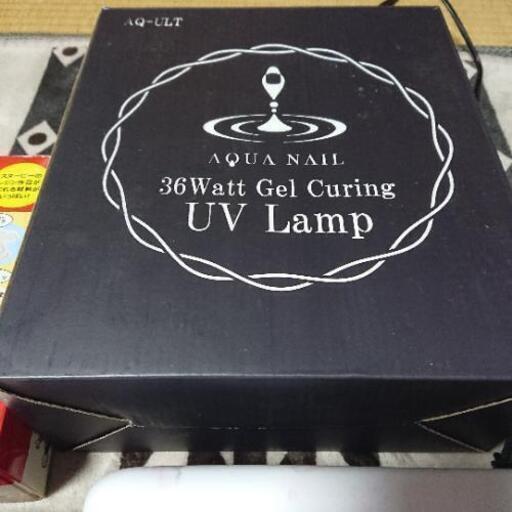 AQ-ULT
AQUA NAIL
36Watt Gel Curing
UV Lamp